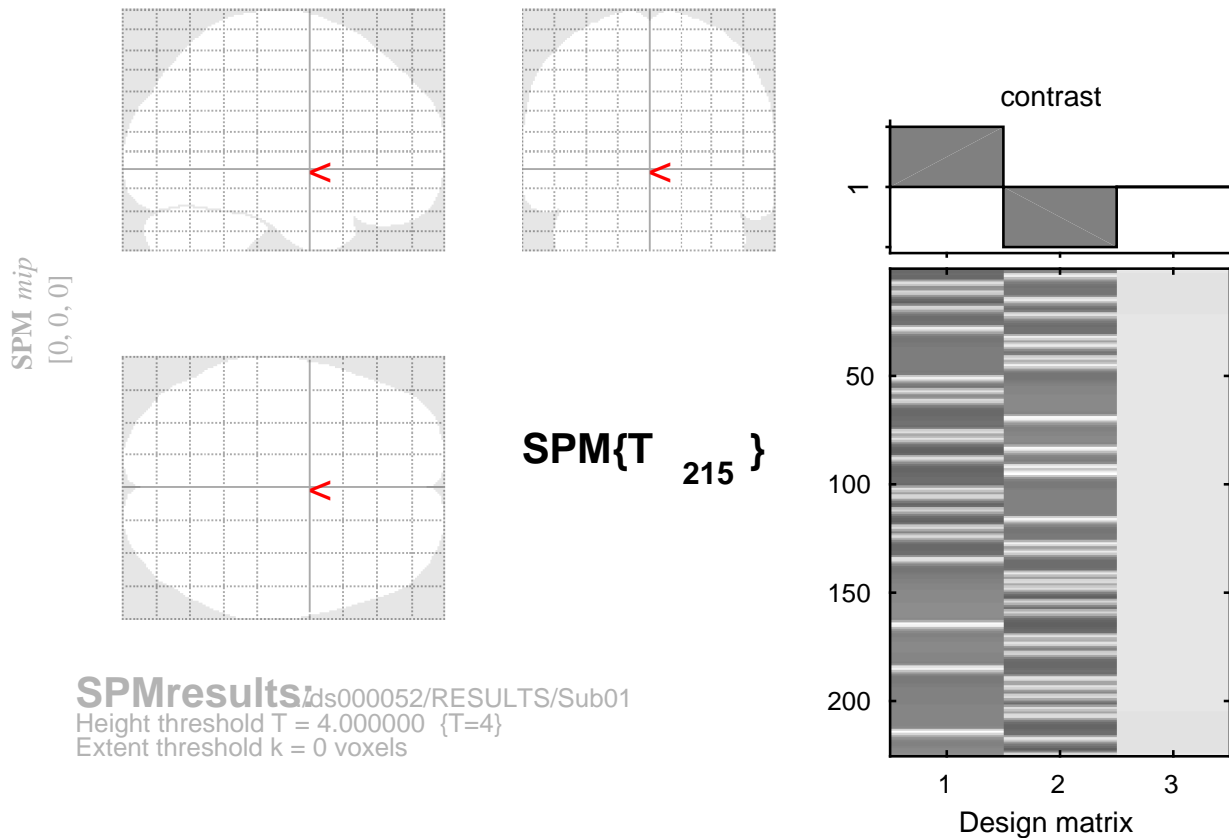 contrast
1
<
<
SPM mip
[0, 0, 0]
<
SPM{T 215 }
50
100
150
200
1 2 3
Design matrix
SPMresults: ./ds000052/RESULTS/Sub01
Height threshold T = 4.000000 {T=4}
Extent threshold k = 0 voxels